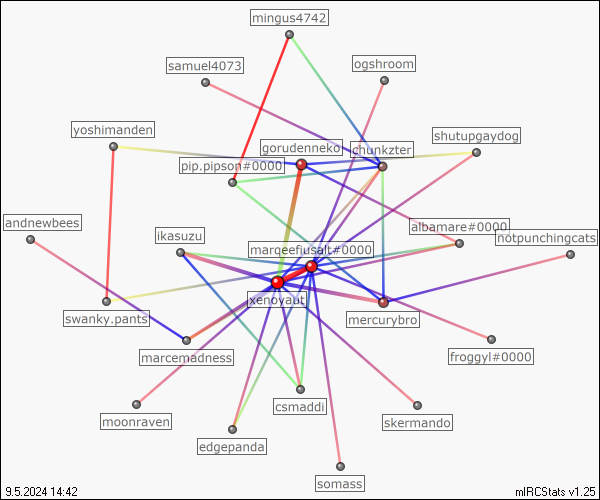 mingus4742
samuel4073
ogshroom
yoshimanden
gorudenneko
chunkzter
shutupgaydog
pip.pipson#0000
andnewbees
ikasuzu
albamare#0000
marqeefusalt#0000
notpunchingcats
xenoyaut
swanky.pants
mercurybro
marcemadness
froggyl#0000
csmaddi
moonraven
skermando
edgepanda
somass
9.5.2024 14:42
mIRCStats v1.25